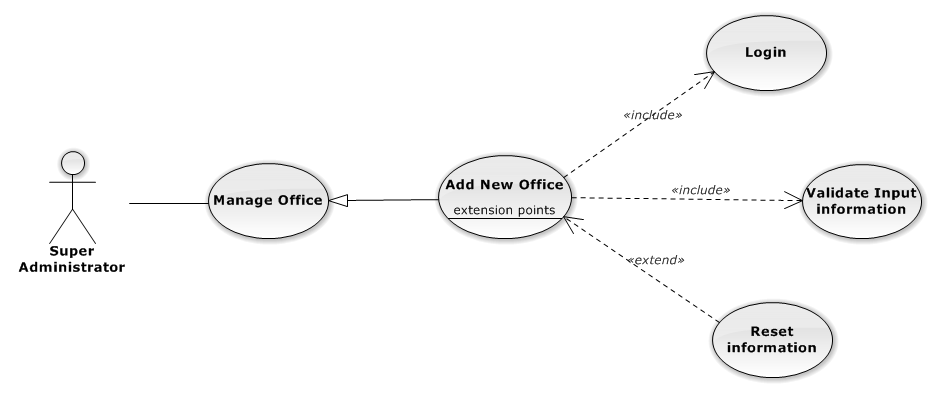 Login
«include»
Add New Office
extension points
Manage Office
«include»
Validate Input
information
Super
Administrator
«extend»
Reset
information